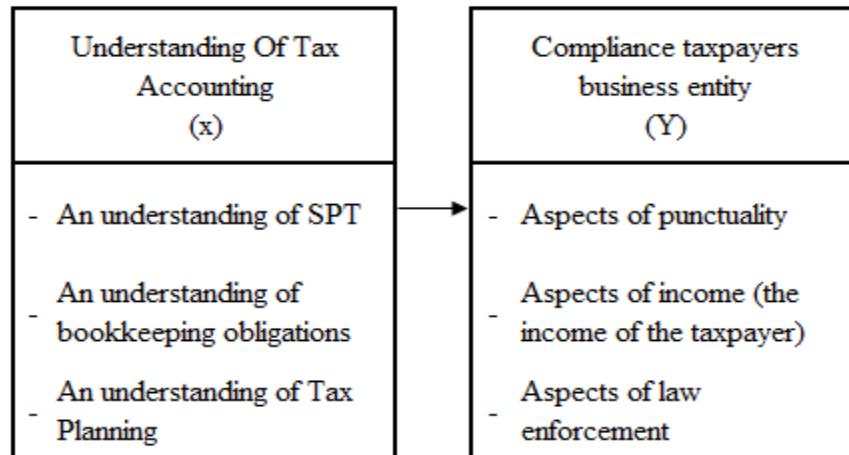 Understanding Of Tax
Accounting
(x)
- An understanding of SPT
- An understanding of
bookkeeping obligations
- An understanding of Tax
Planning
Compliance taxpayers
business entity
(Y)
- Aspects of punctuality
- Aspects of income (the
income of the taxpayer)
- Aspects of law
enforcement